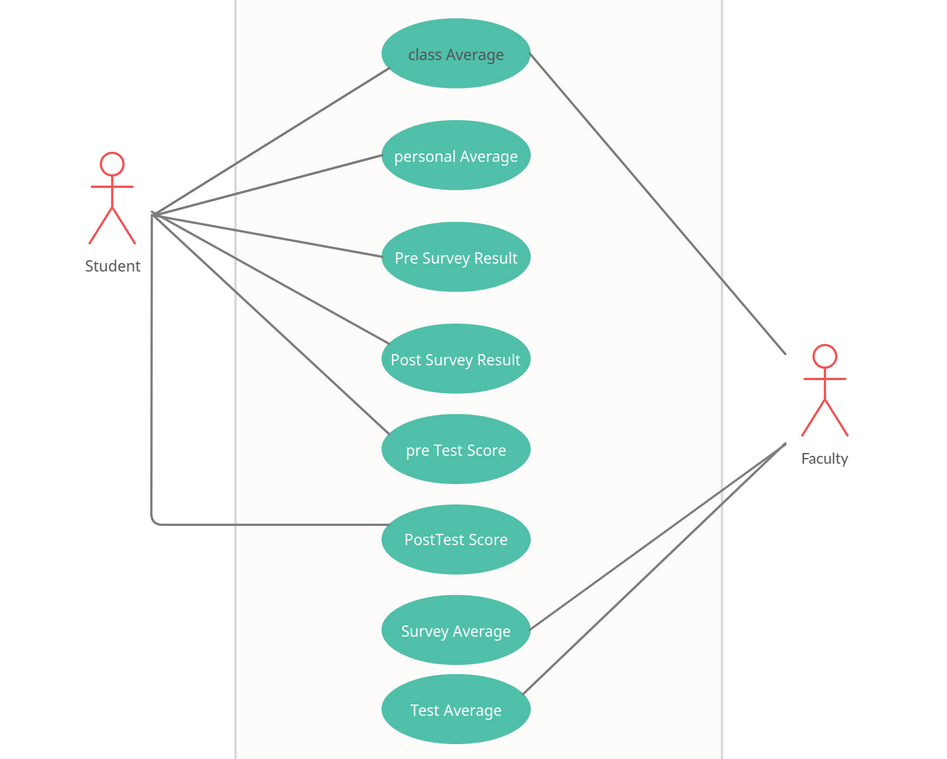 class Average
personal Average
Pre Survey Result
Student
Post Survey Result
pre Test Score
Faculty
PostTest Score
Survey Average
Test Average